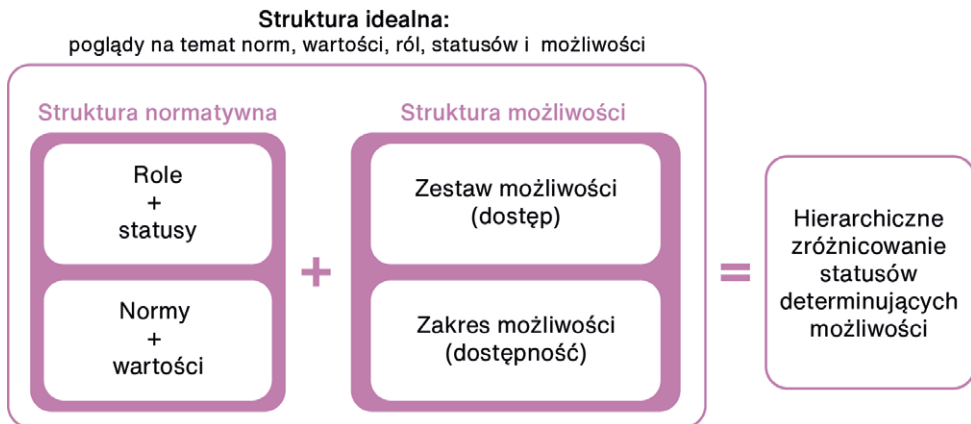 Struktura idealna:
poglądy na temat norm, wartości, ról, statusów i możliwości
Struktura normatywna
Role
+
statusy
Normy
+
wartości
+
Struktura możliwości
Zestaw możliwości
(dostęp)
Zakres możliwości
(dostępność)
=
Hierarchiczne
zróżnicowanie
statusów
determinujących
możliwości